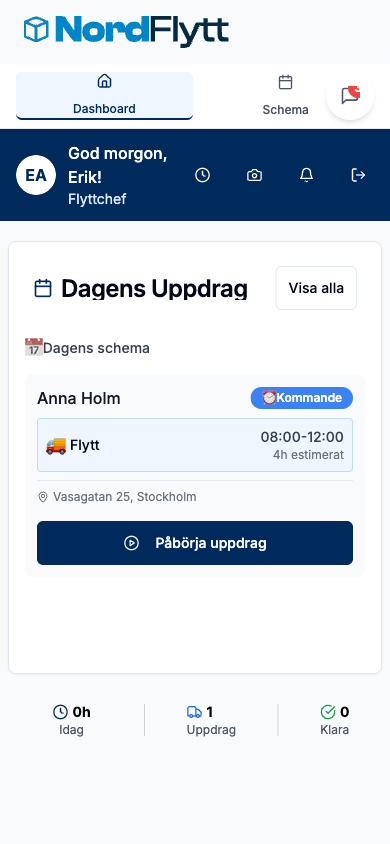 NordFlytt
Dashboard
Schema
EA
God morgon,
Erik!
Flyttchef
Dagens Uppdrag
Visa alla
📅Dagens schema
Anna Holm
⏰Kommande
🚚 Flytt
08:00-12:00
4h estimerat
Vasagatan 25, Stockholm
Påbörja uppdrag
0h
Idag
1
Uppdrag
0
Klara